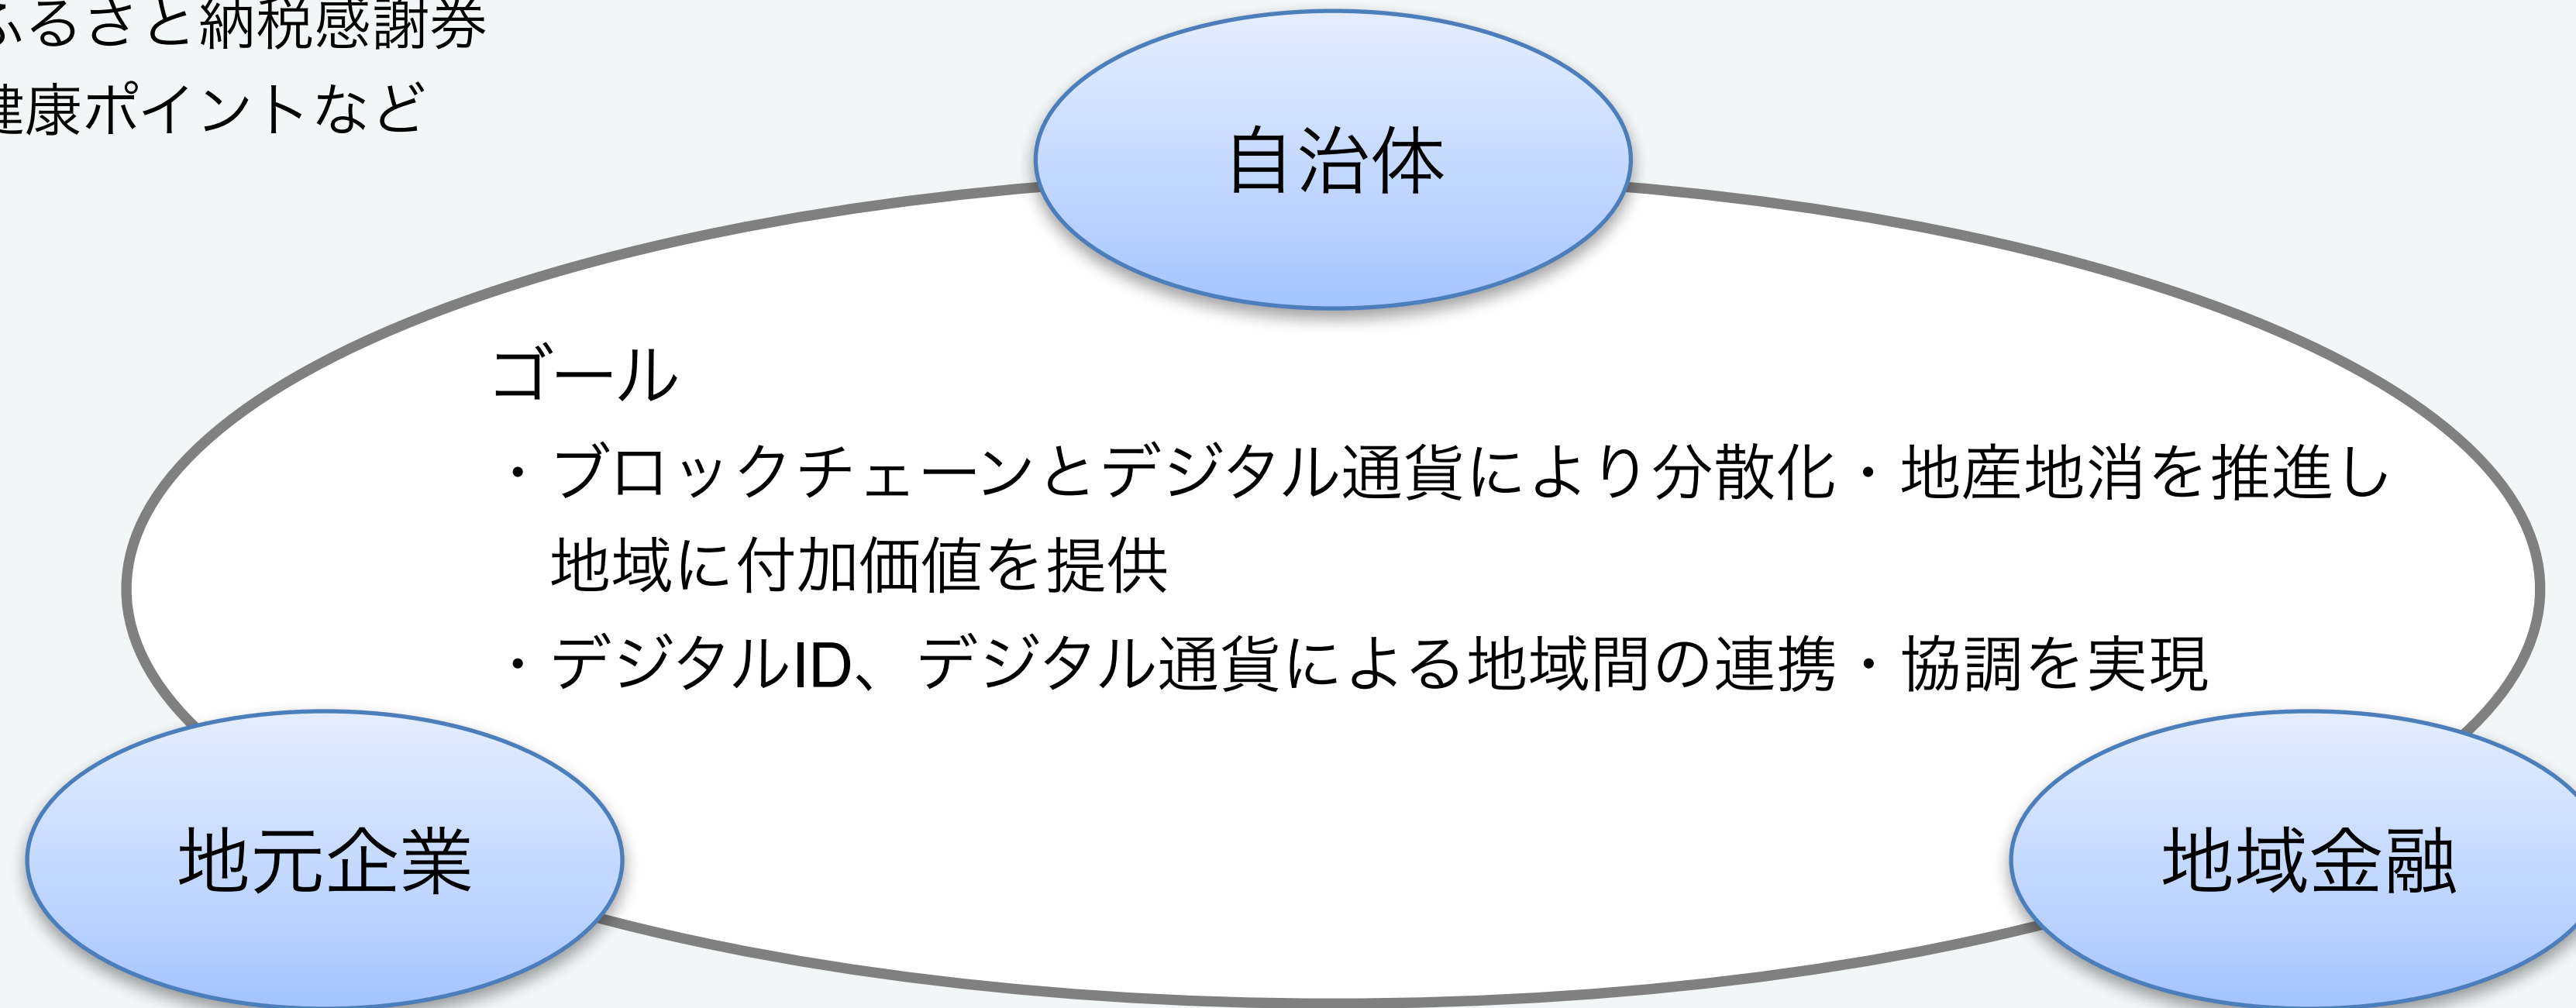 ふるさと納税感謝券
健康ポイントなど
自治体
ゴール
・ブロックチェーンとデジタル通貨により分散化・地産地消を推進し
地域に付加価値を提供
・デジタルID、デジタル通貨による地域間の連携・協調を実現
地元企業
地域金融